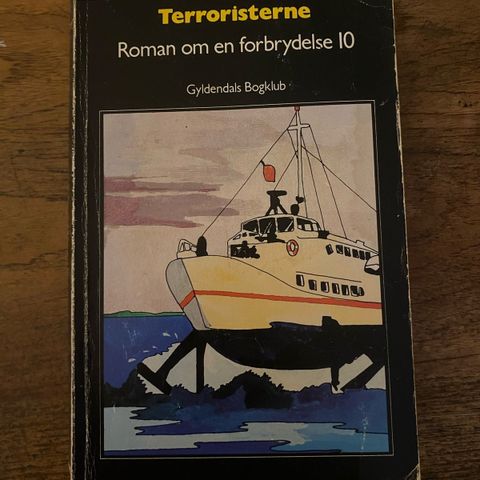 Terroristerne
Roman om en forbrydelse 10
Gyldendals Bogklub